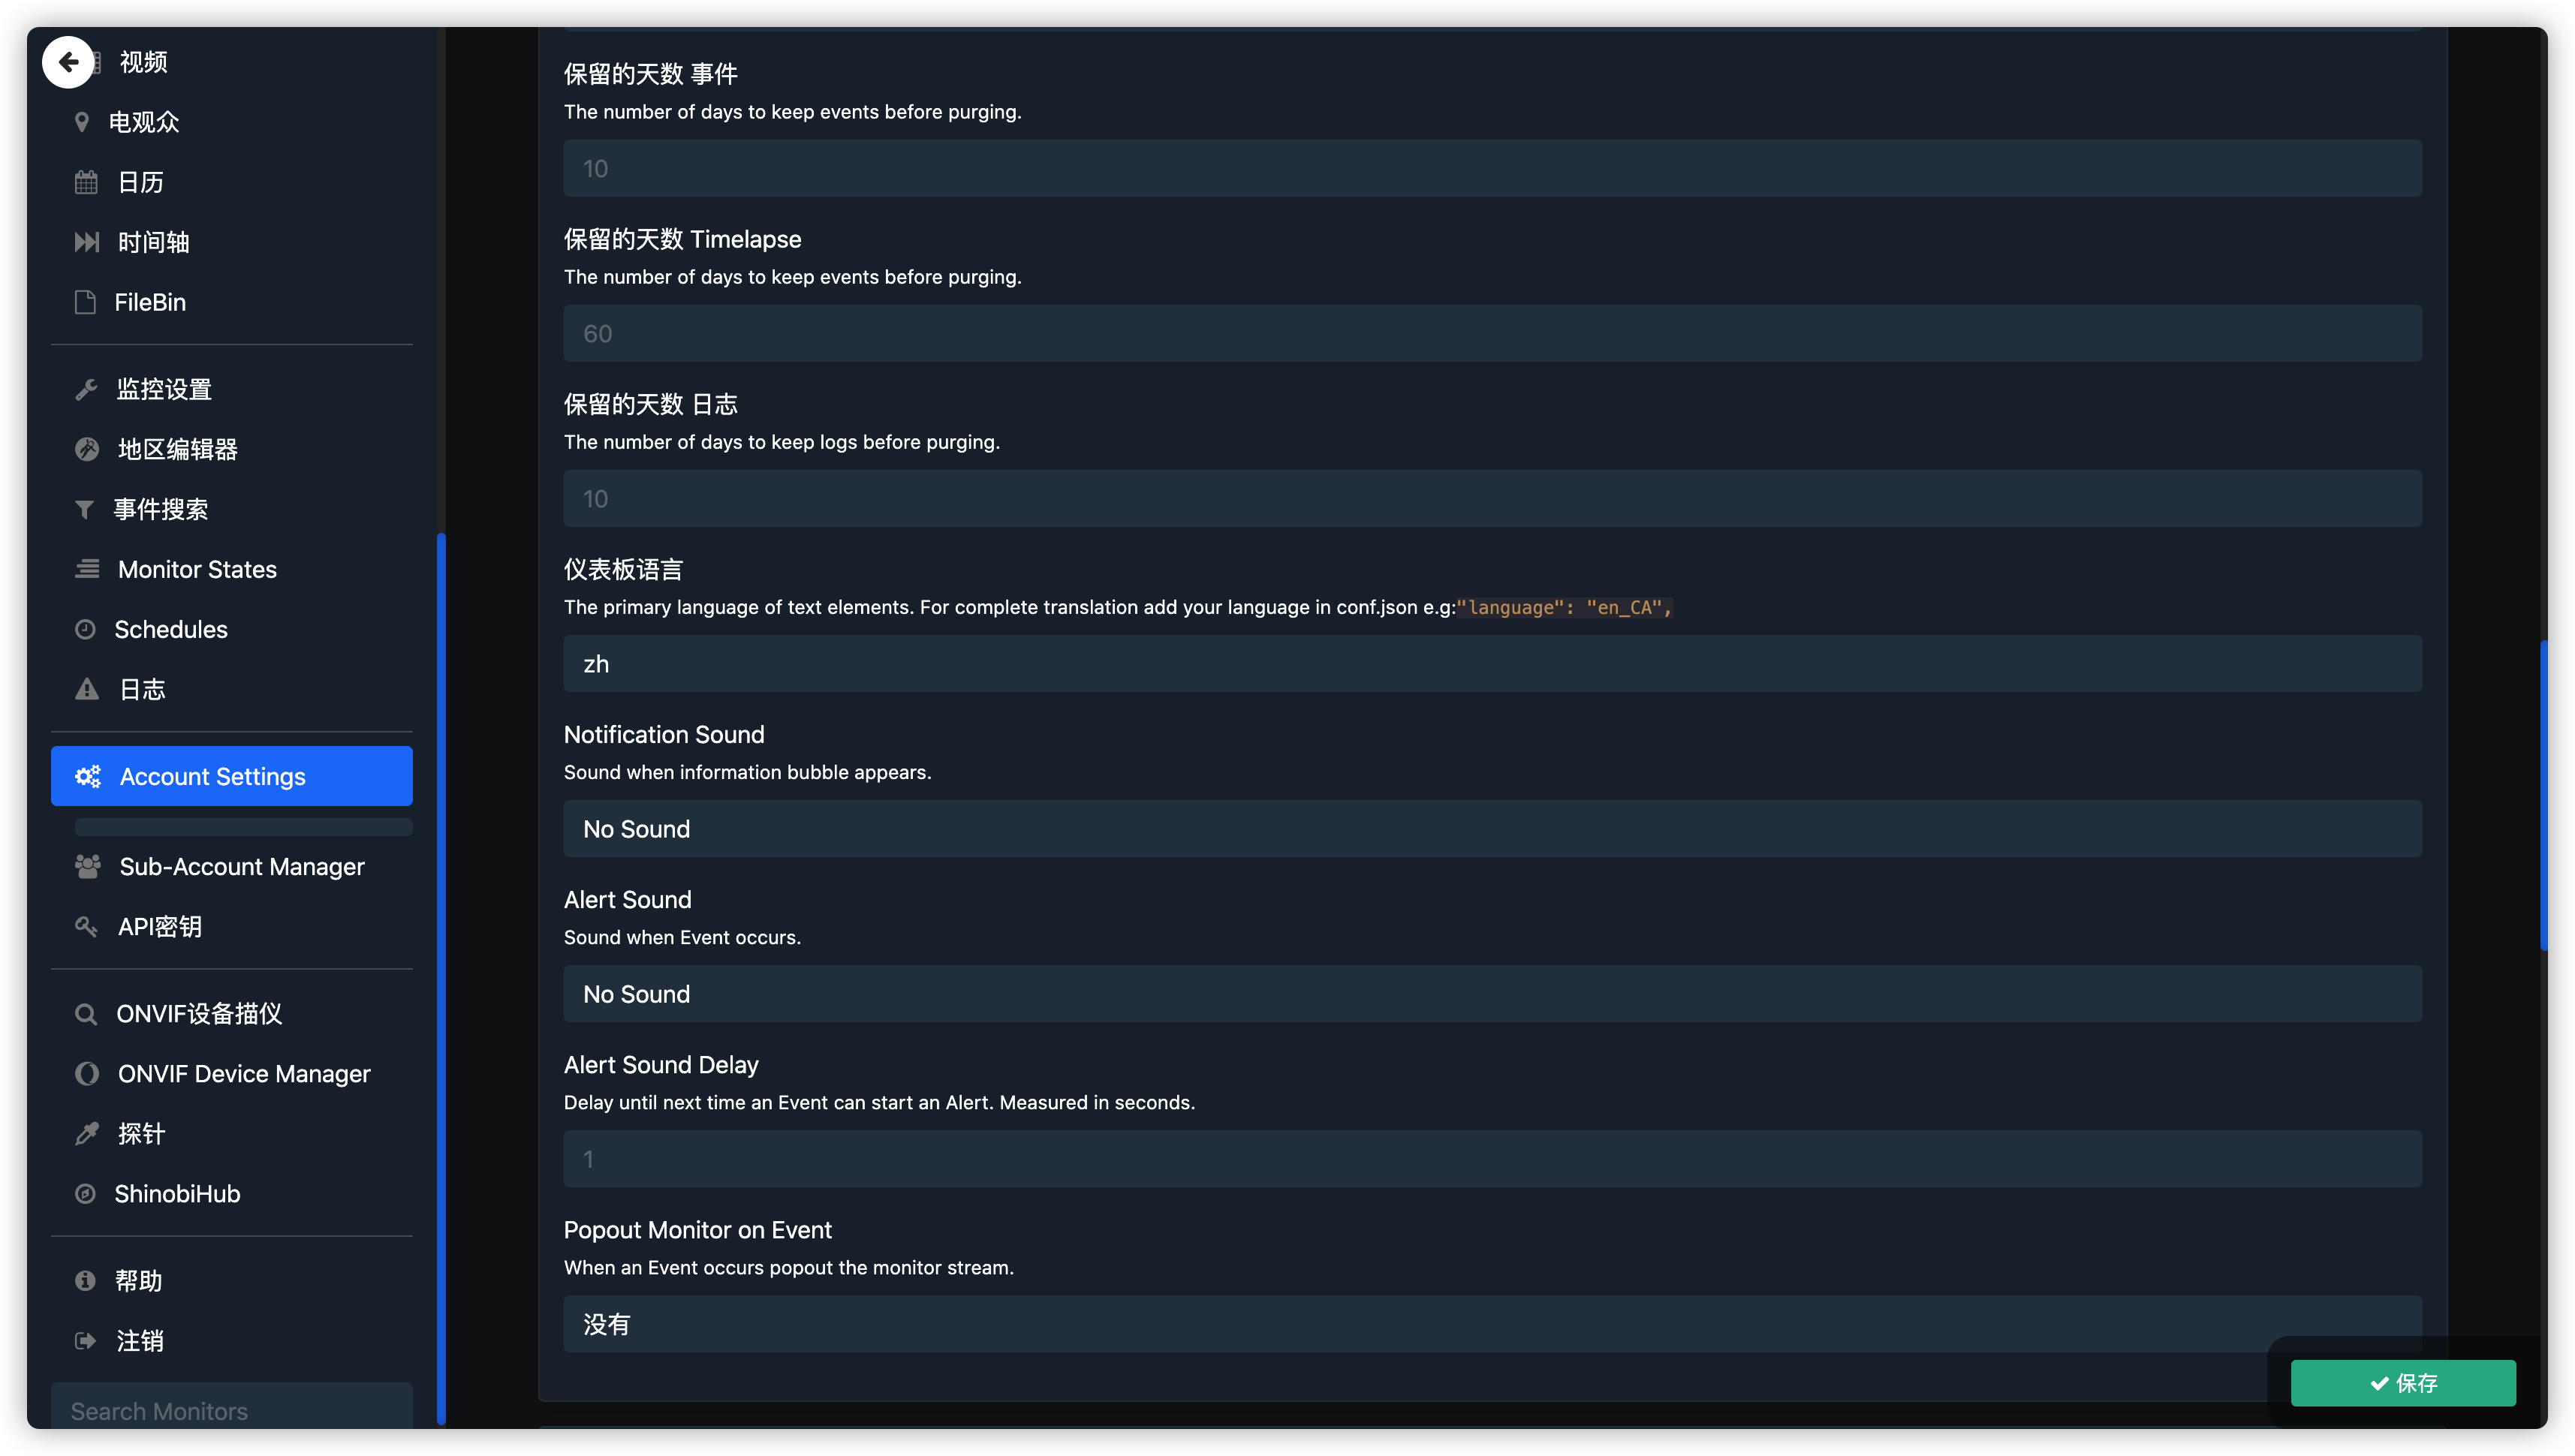 视频
电观众
日历
时间轴
FileBin
监控设置
地区编辑器
事件搜索
Monitor States
Schedules
日志
Account Settings
Sub-Account Manager
API密钥
ONVIF设备描仪
ONVIF Device Manager
探针
ShinobiHub
帮助
注销
Search Monitors
保留的天数 事件
The number of days to keep events before purging.
10
保留的天数 Timelapse
The number of days to keep events before purging.
60
保留的天数 日志
The number of days to keep logs before purging.
10
仪表板语言
The primary language of text elements. For complete translation add your language in conf.json e.g:"language": "en_CA",
zh
Notification Sound
Sound when information bubble appears.
No Sound
Alert Sound
Sound when Event occurs.
No Sound
Alert Sound Delay
Delay until next time an Event can start an Alert. Measured in seconds.
1
Popout Monitor on Event
When an Event occurs popout the monitor stream.
没有
保存